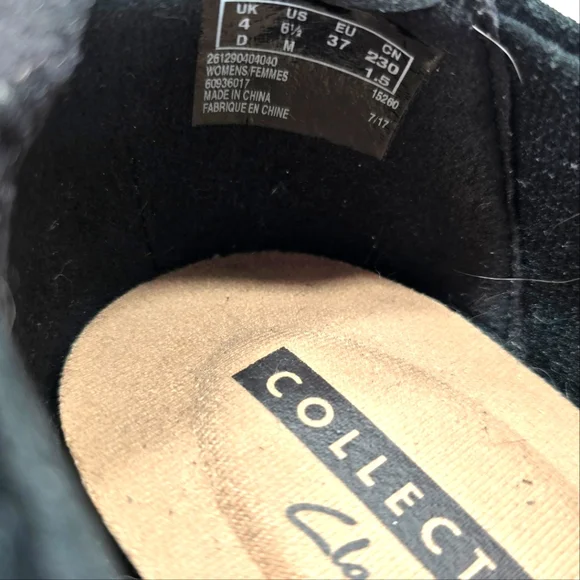 UK US EU CN
4 6½ 37 230
D M 1.5
261290404040
WOMENS/FEMMES
60936017 15260
MADE IN CHINA
FABRIQUE EN CHINE 7/17
COLLECT
Cla